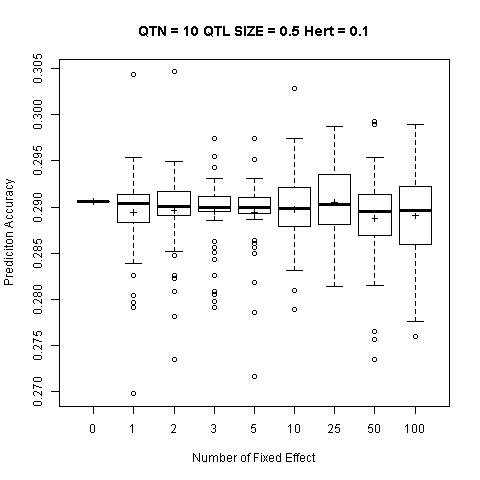 QTN = 10 QTL SIZE = 0.5 Hert = 0.1
0.305
0.300
0.295
0.290
0.285
0.280
0.275
0.270
Prediciton Accuracy
0 1 2 3 5 10 25 50 100
Number of Fixed Effect